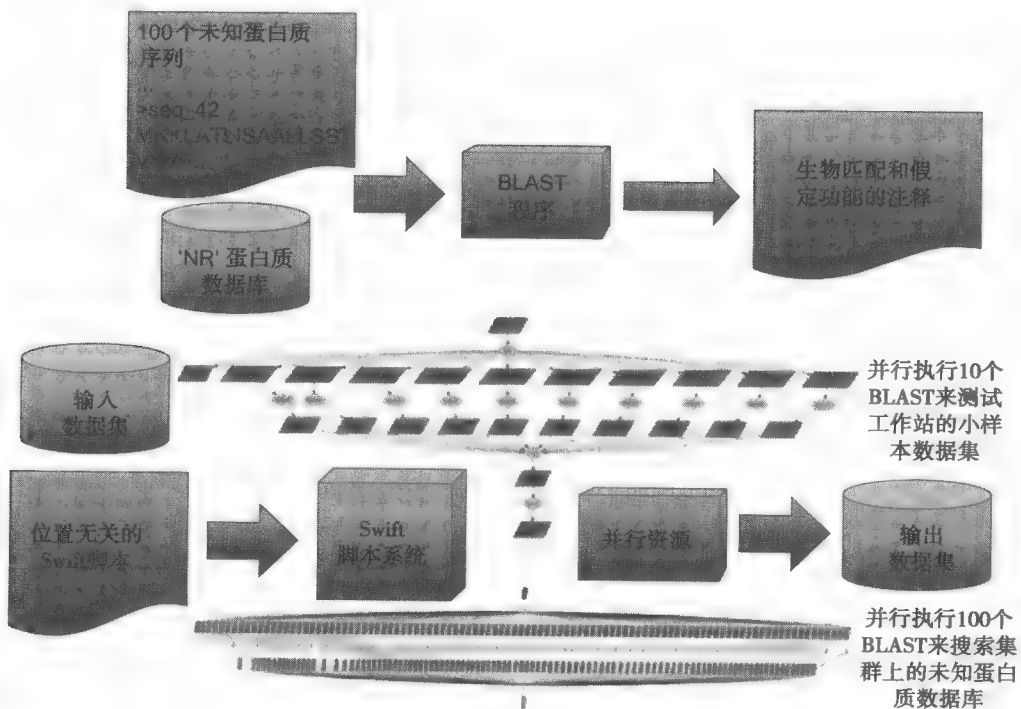 100个未知蛋白质
序列
>seq 42
BLAST
程序
生物匹配和假
定功能的注释
'NR' 蛋白质
数据库
输入
数据集
并行执行10个
BLAST来测试
工作站的小样
本数据集
位置无关的
Swift脚本
Swift
脚本系统
并行资源
输出
数据集
并行执行100个
BLAST来搜索集
群上的未知蛋白
质数据库